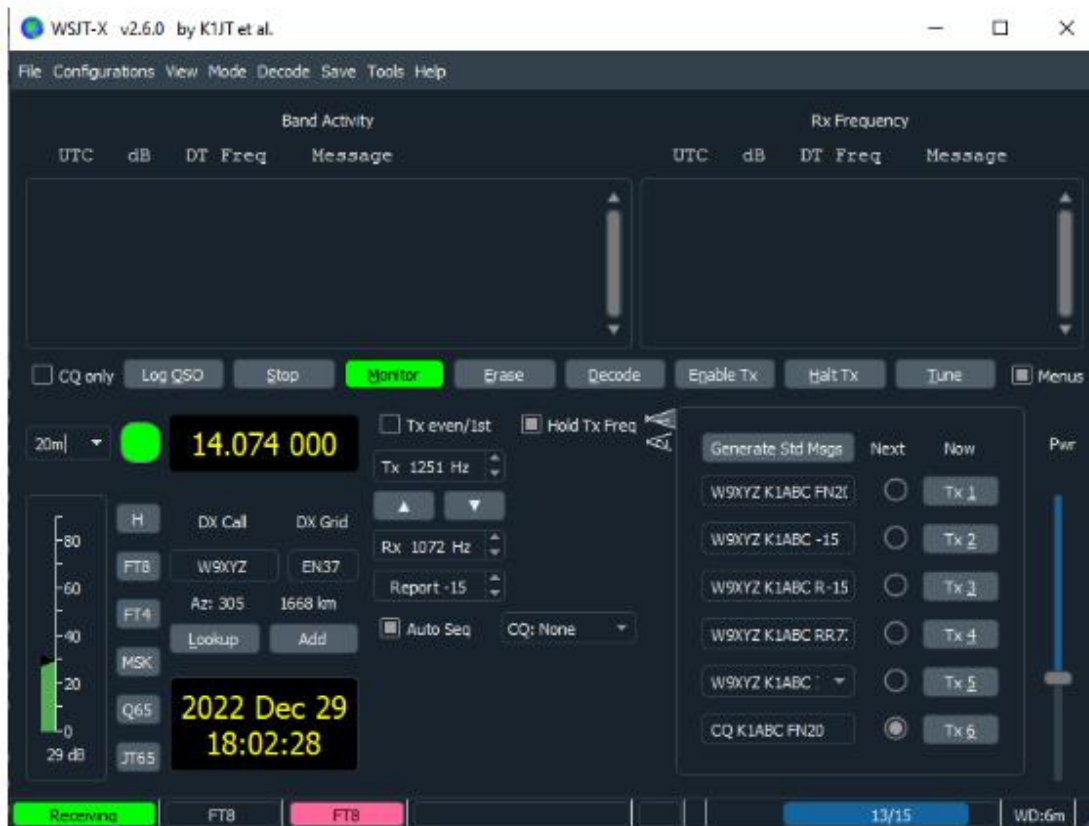 WSJT-X v2.6.0 by K1JT et al.
File Configurations View Mode Decode Save Tools Help
Band Activity
Rx Frequency
UTC dB DT Freq Message
UTC dB DT Freq Message
CQ only Log QSO Stop Monitor Erase Decode Enable Tx Halt Tx Tune Menus
20m
14.074 000
Tx even/1st
Hold Tx Freq
Tx 1251 Hz
Rx 1072 Hz
Report -15
Auto Seq
CQ: None
H
FT8
FT4
MSK
Q65
JT65
DX Call DX Grid
W9XYZ EN37
Az: 305 1668 km
Lookup Add
2022 Dec 29
18:02:28
-80
-60
-40
-20
-0
29 dB
Generate Std Msgs Next Now
W9XYZ K1ABC FN20 Tx 1
W9XYZ K1ABC -15 Tx 2
W9XYZ K1ABC R-15 Tx 3
W9XYZ K1ABC RR7 Tx 4
W9XYZ K1ABC Tx 5
CQ K1ABC FN20 Tx 6
Pwr
Receiving FT8 FT8 13/15 WD:6m